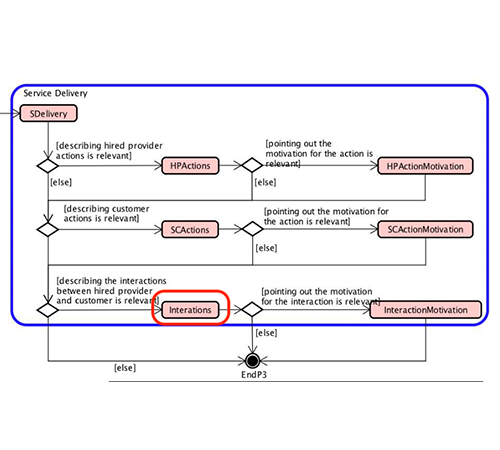 Service Delivery
SDelivery
[describing hired provider
actions is relevant]
HPActions
[pointing out the
motivation for the action is
relevant]
HPActionMotivation
[else]
[else]
[describing customer
actions is relevant]
SCActions
[pointing out the motivation for
the action is relevant]
SCActionMotivation
[else]
[else]
[describing the interactions
between hired provider
and customer is relevant]
Interations
[pointing out the motivation
for the interaction is relevant]
InteractionMotivation
[else]
[else]
EndP3